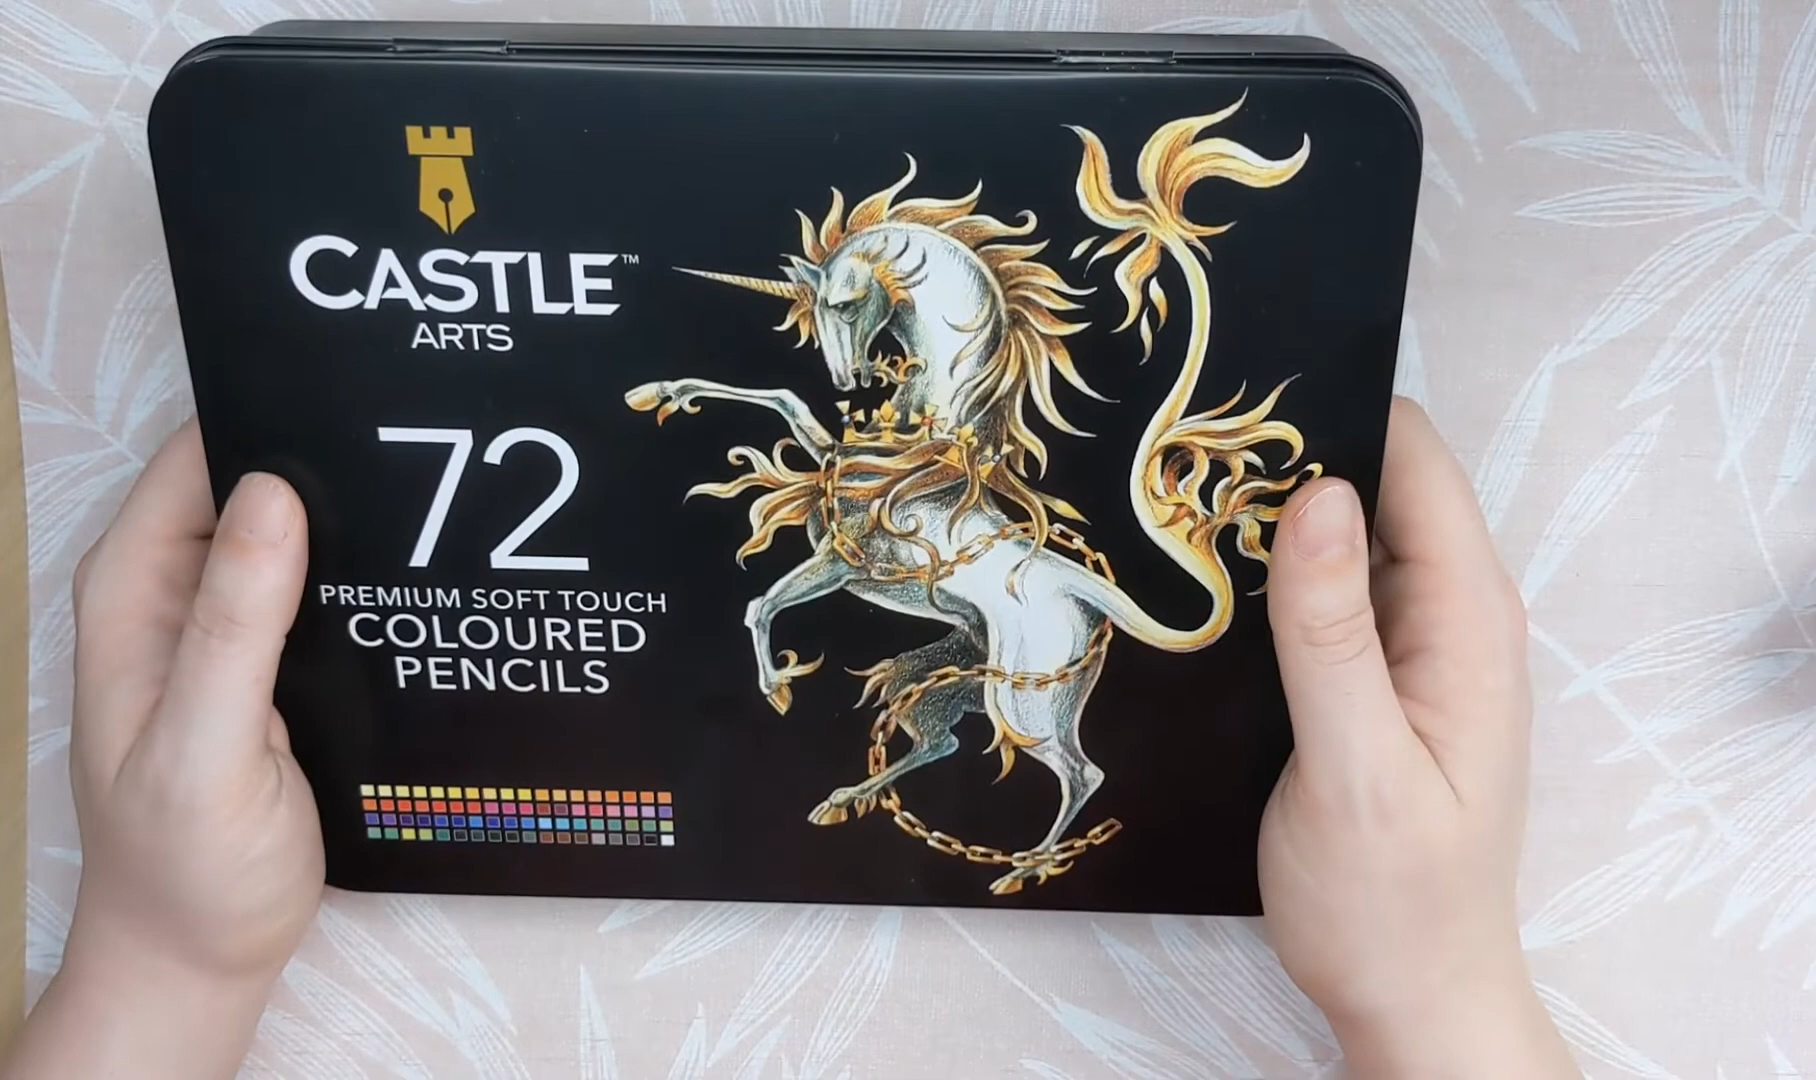 CASTLE™
ARTS
72
PREMIUM SOFT TOUCH
COLOURED
PENCILS